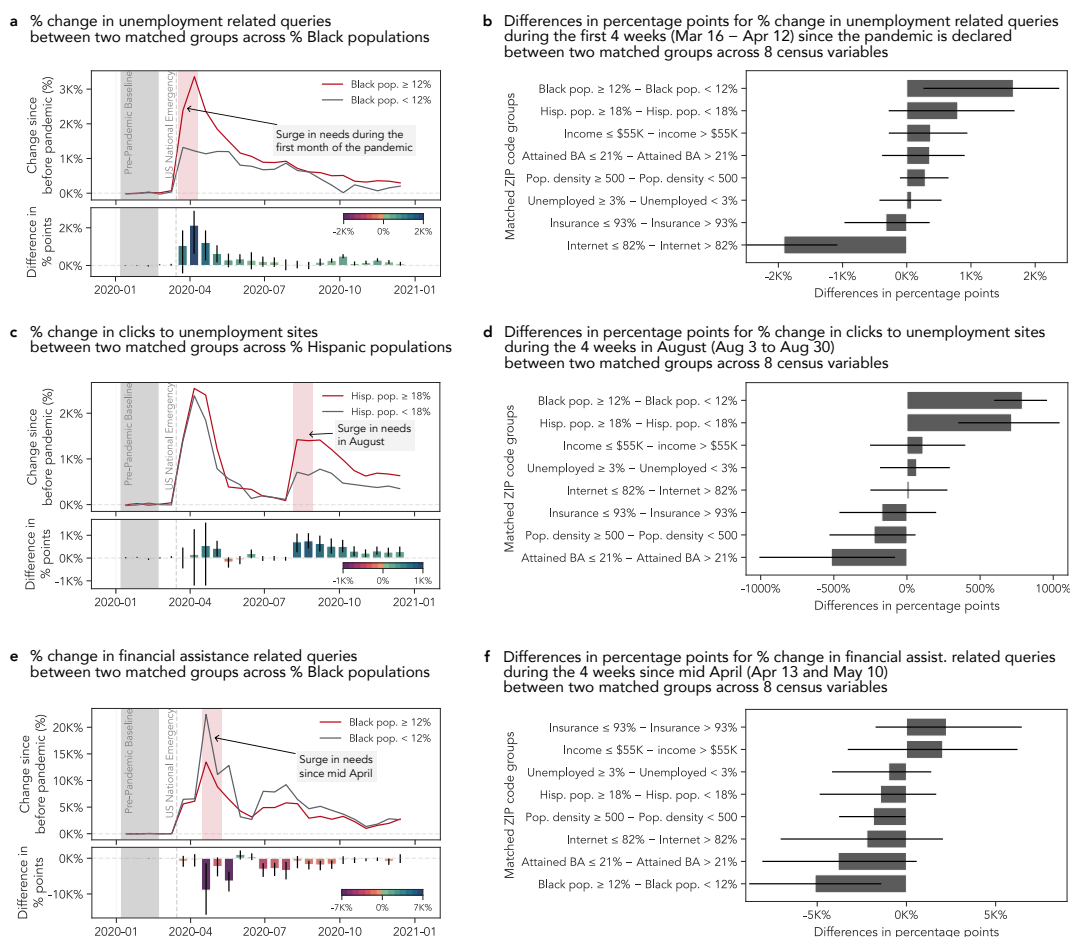 a % change in unemployment related queries
between two matched groups across % Black populations
Change since
before pandemic (%)
3K%
2K%
1K%
0K%
Pre-Pandemic Baseline
US National Emergency
Black pop. ≥ 12%
Black pop. < 12%
Surge in needs during the
first month of the pandemic
Difference in
% points
2K%
0K%
-2K% 0% 2K%
2020-01 2020-04 2020-07 2020-10 2021-01
b Differences in percentage points for % change in unemployment related queries
during the first 4 weeks (Mar 16 – Apr 12) since the pandemic is declared
between two matched groups across 8 census variables
Matched ZIP code groups
Black pop. ≥ 12% – Black pop. < 12%
Hisp. pop. ≥ 18% – Hisp. pop. < 18%
Income ≤ $55K – income > $55K
Attained BA ≤ 21% – Attained BA > 21%
Pop. density ≥ 500 – Pop. density < 500
Unemployed ≥ 3% – Unemployed < 3%
Insurance ≤ 93% – Insurance > 93%
Internet ≤ 82% – Internet > 82%
-2K% -1K% 0K% 1K% 2K%
Differences in percentage points
c % change in clicks to unemployment sites
between two matched groups across % Hispanic populations
Change since
before pandemic (%)
2K%
1K%
0K%
Pre-Pandemic Baseline
US National Emergency
Hisp. pop. ≥ 18%
Hisp. pop. < 18%
Surge in needs
in August
Difference in
% points
1K%
0K%
-1K%
-1K% 0% 1K%
2020-01 2020-04 2020-07 2020-10 2021-01
d Differences in percentage points for % change in clicks to unemployment sites
during the 4 weeks in August (Aug 3 to Aug 30)
between two matched groups across 8 census variables
Matched ZIP code groups
Black pop. ≥ 12% – Black pop. < 12%
Hisp. pop. ≥ 18% – Hisp. pop. < 18%
Income ≤ $55K – income > $55K
Unemployed ≥ 3% – Unemployed < 3%
Internet ≤ 82% – Internet > 82%
Insurance ≤ 93% – Insurance > 93%
Pop. density ≥ 500 – Pop. density < 500
Attained BA ≤ 21% – Attained BA > 21%
-1000% -500% 0% 500% 1000%
Differences in percentage points
e % change in financial assistance related queries
between two matched groups across % Black populations
Change since
before pandemic (%)
20K%
15K%
10K%
5K%
0K%
Pre-Pandemic Baseline
US National Emergency
Black pop. ≥ 12%
Black pop. < 12%
Surge in needs
since mid April
Difference in
% points
0K%
-10K%
-7K% 0% 7K%
2020-01 2020-04 2020-07 2020-10 2021-01
f Differences in percentage points for % change in financial assist. related queries
during the 4 weeks since mid April (Apr 13 and May 10)
between two matched groups across 8 census variables
Matched ZIP code groups
Insurance ≤ 93% – Insurance > 93%
Income ≤ $55K – income > $55K
Unemployed ≥ 3% – Unemployed < 3%
Hisp. pop. ≥ 18% – Hisp. pop. < 18%
Pop. density ≥ 500 – Pop. density < 500
Internet ≤ 82% – Internet > 82%
Attained BA ≤ 21% – Attained BA > 21%
Black pop. ≥ 12% – Black pop. < 12%
-5K% 0K% 5K%
Differences in percentage points